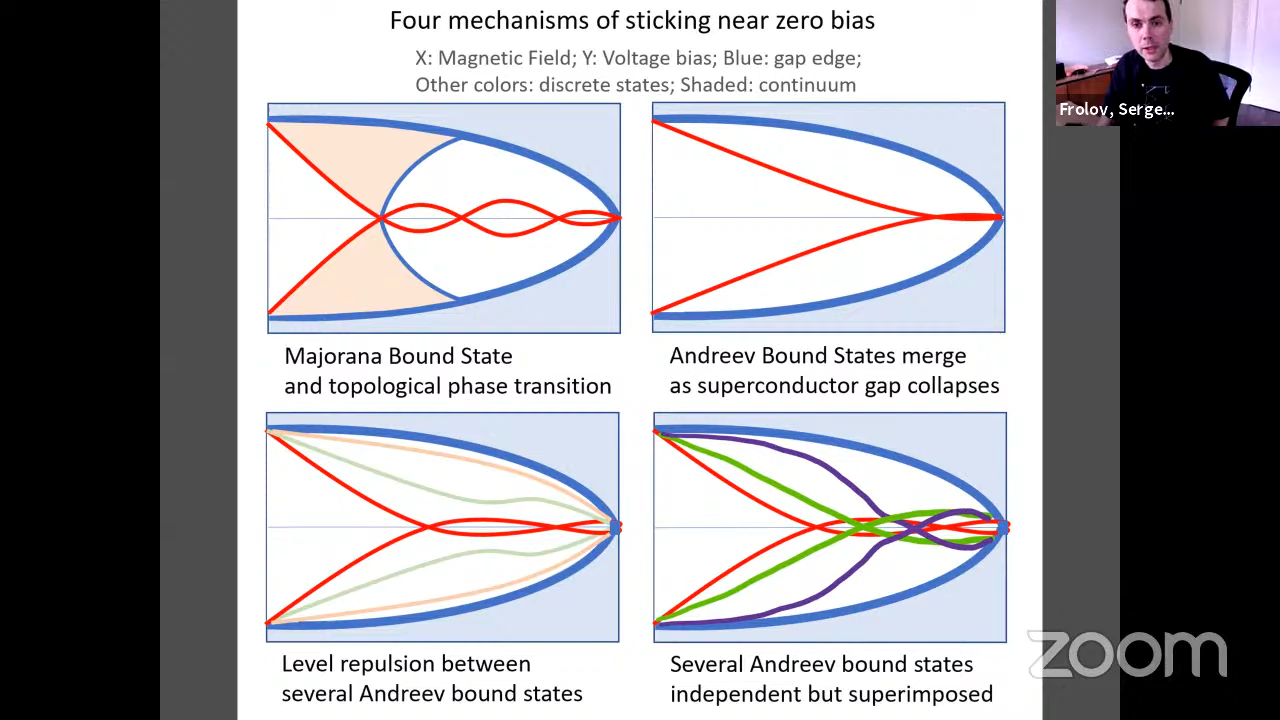 Four mechanisms of sticking near zero bias
X: Magnetic Field; Y: Voltage bias; Blue: gap edge;
Other colors: discrete states; Shaded: continuum
Frolov, Serge...
Majorana Bound State
and topological phase transition
Andreev Bound States merge
as superconductor gap collapses
Level repulsion between
several Andreev bound states
Several Andreev bound states
independent but superimposed
zoom